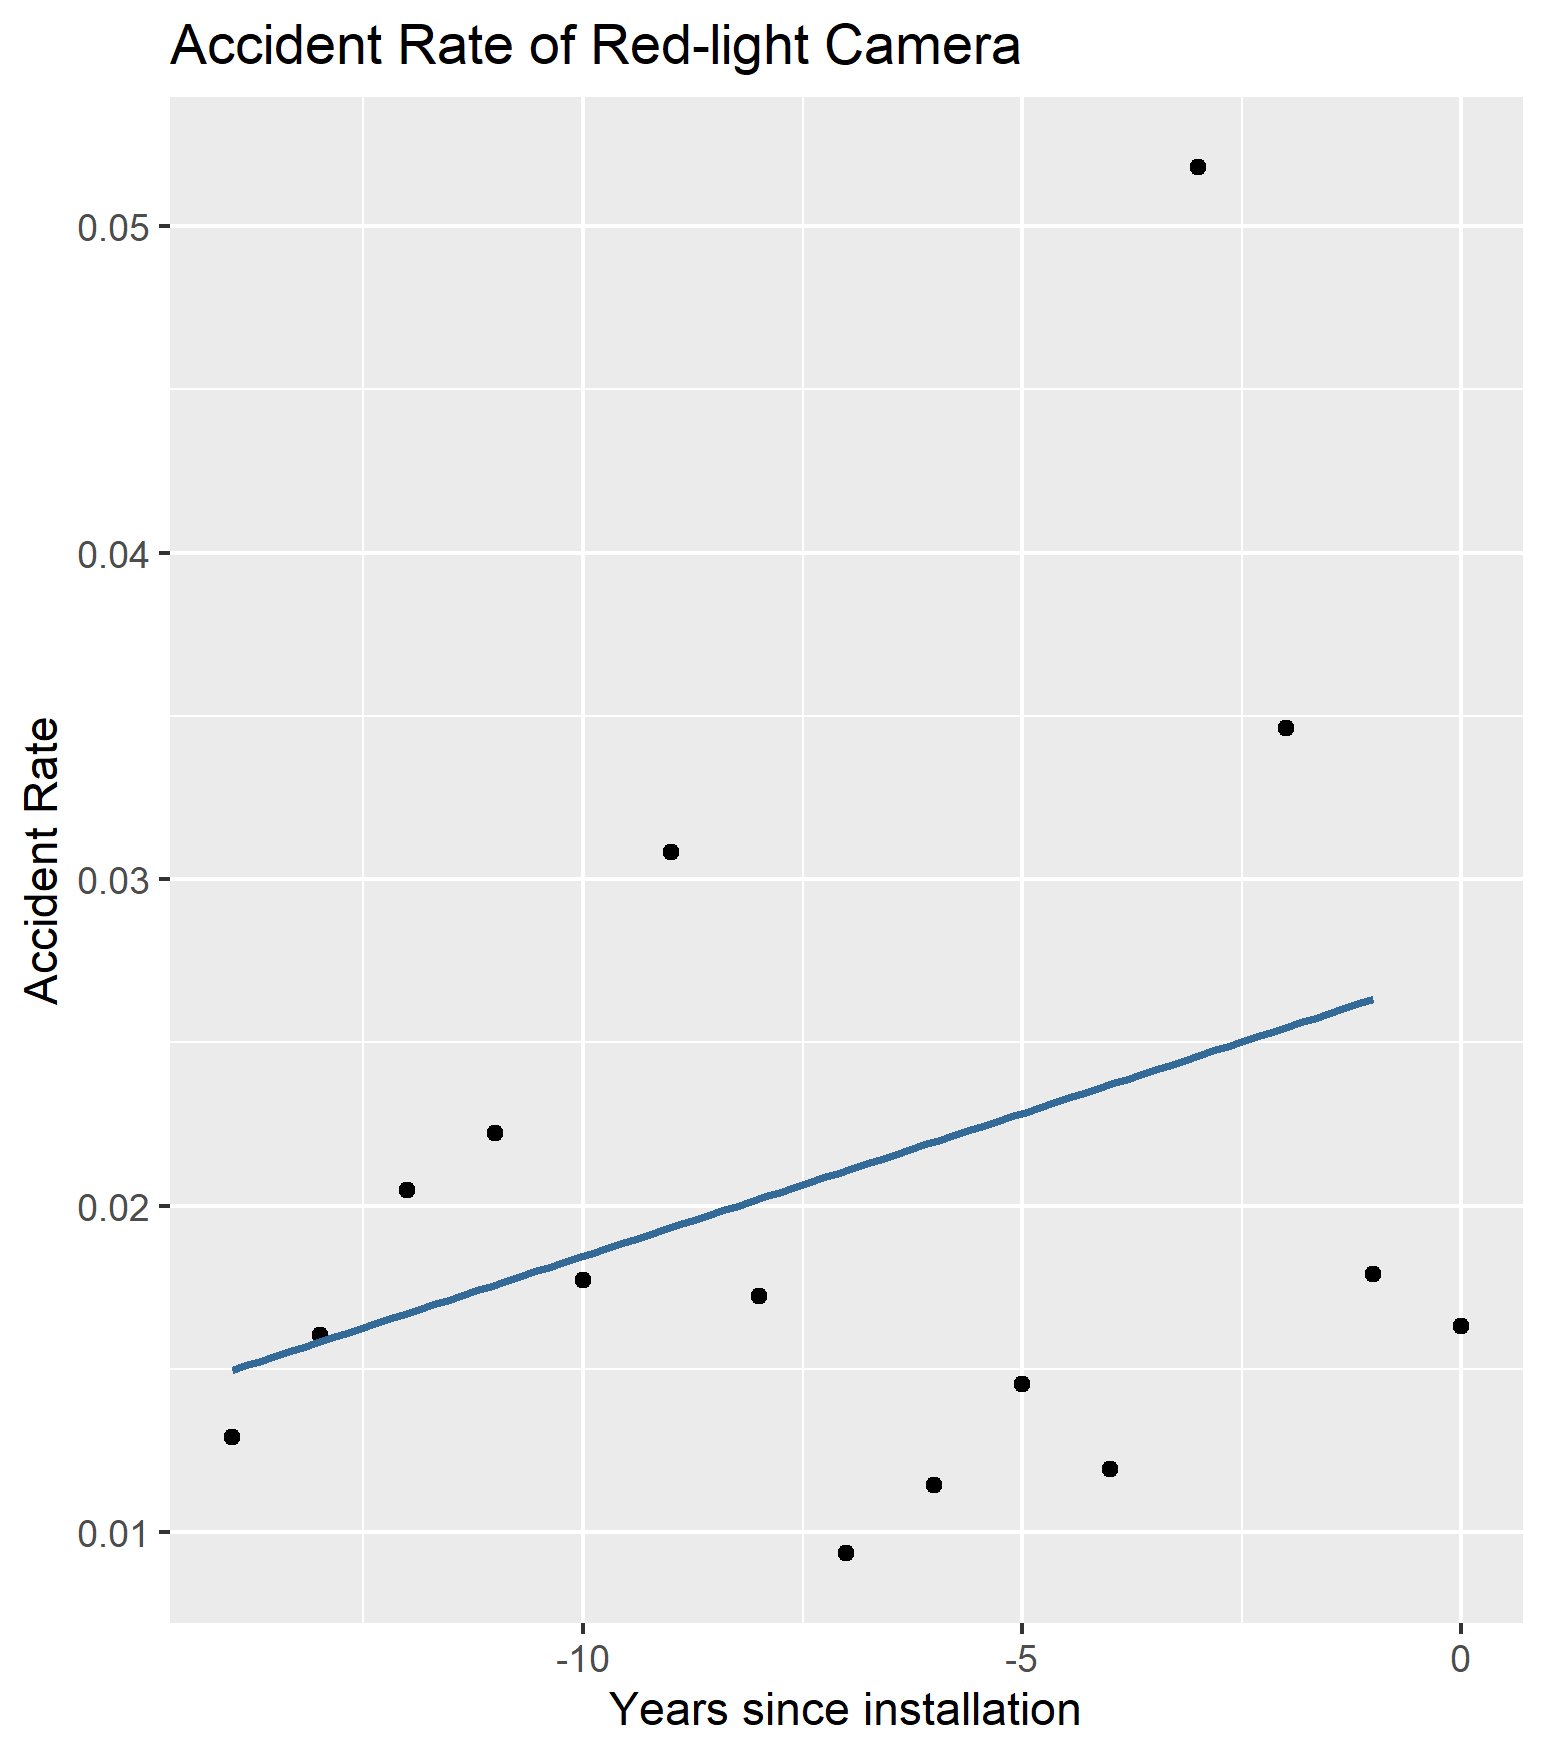 Accident Rate of Red-light Camera
0.05
0.04
0.03
0.02
0.01
Accident Rate
-10
-5
0
Years since installation